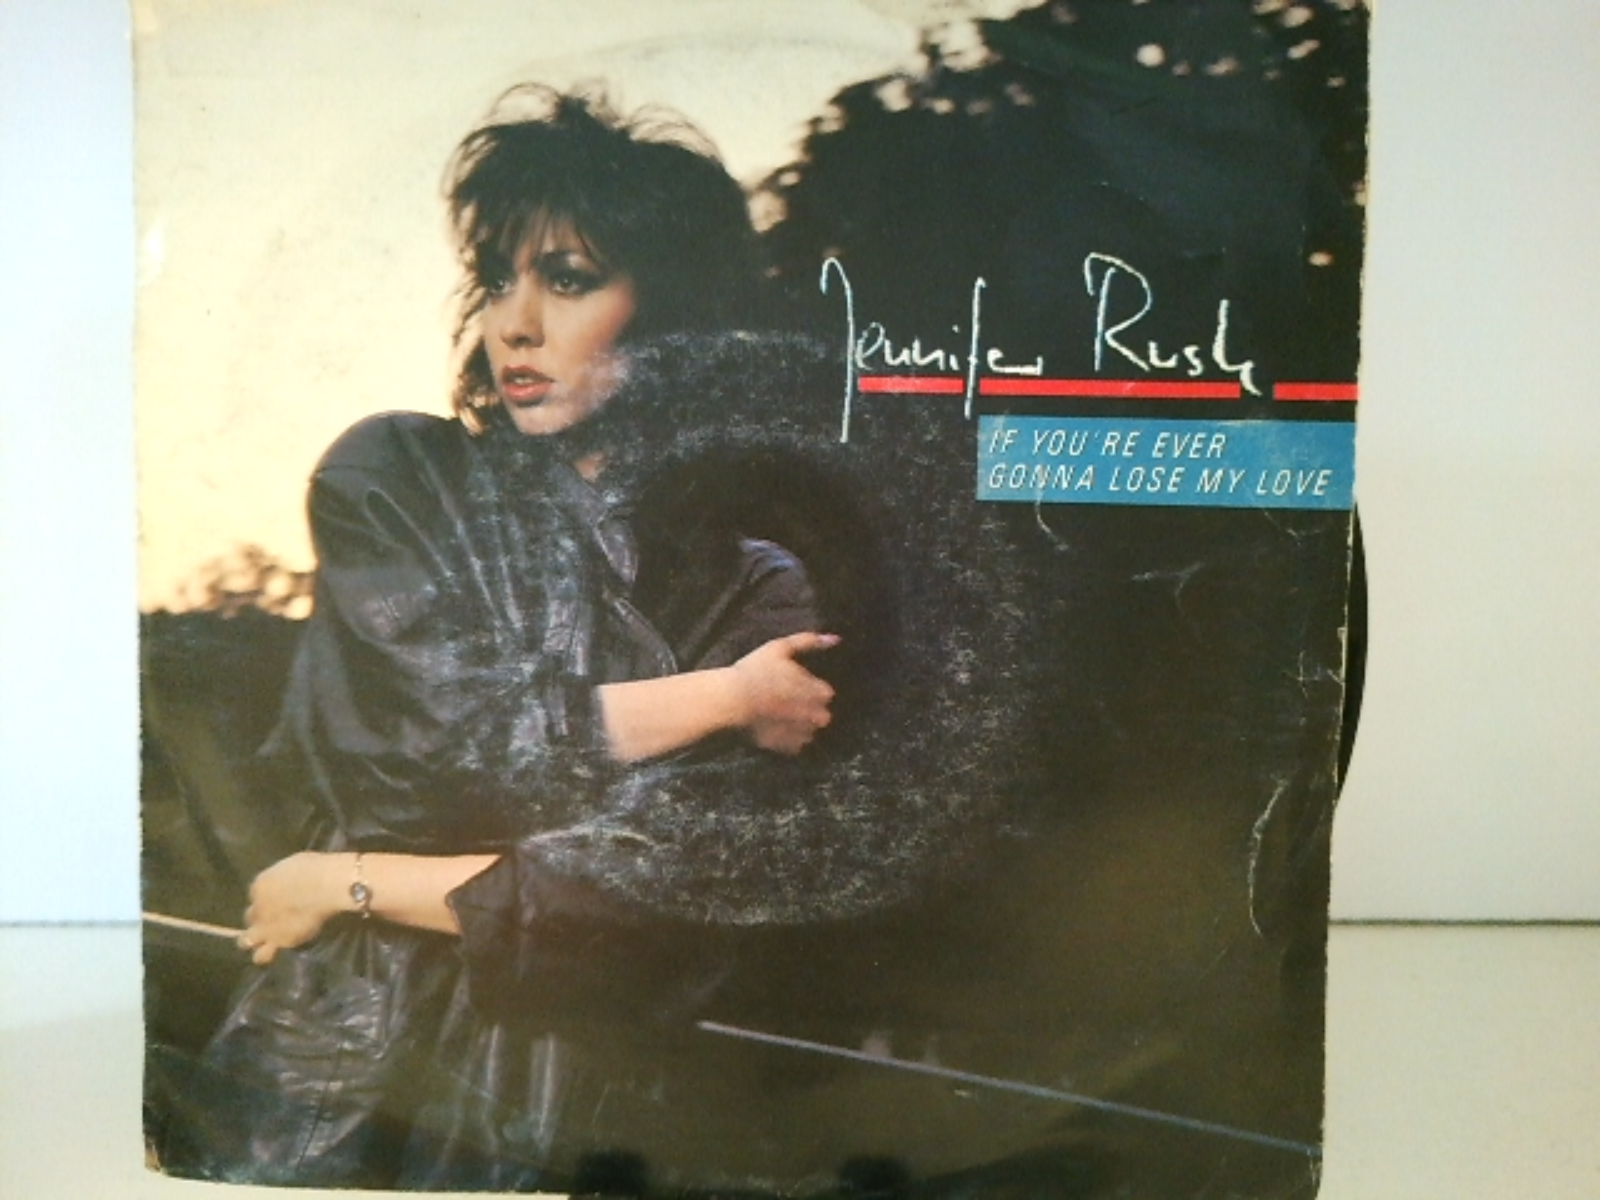 Jennifer Rush
IF YOU'RE EVER
GONNA LOSE MY LOVE